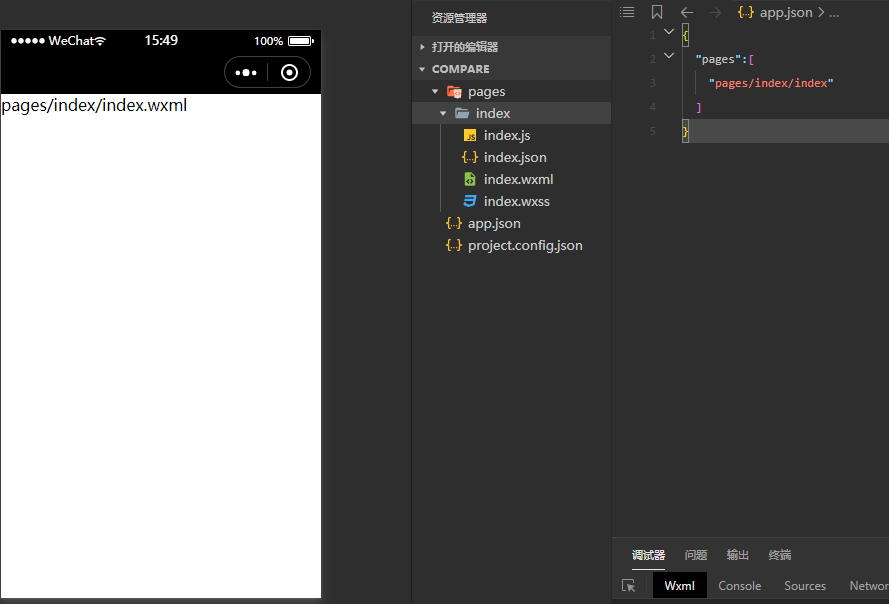 WeChat 15:49 100%
pages/index/index.wxml
资源管理器
打开的编辑器
COMPARE
pages
index
JS index.js
{..} index.json
index.wxml
index.wxss
{..} app.json
{..} project.config.json
{..} app.json > ...
1 {
2 "pages":[
3 "pages/index/index"
4 ]
5 }
调试器 问题 输出 终端
Wxml Console Sources Networ